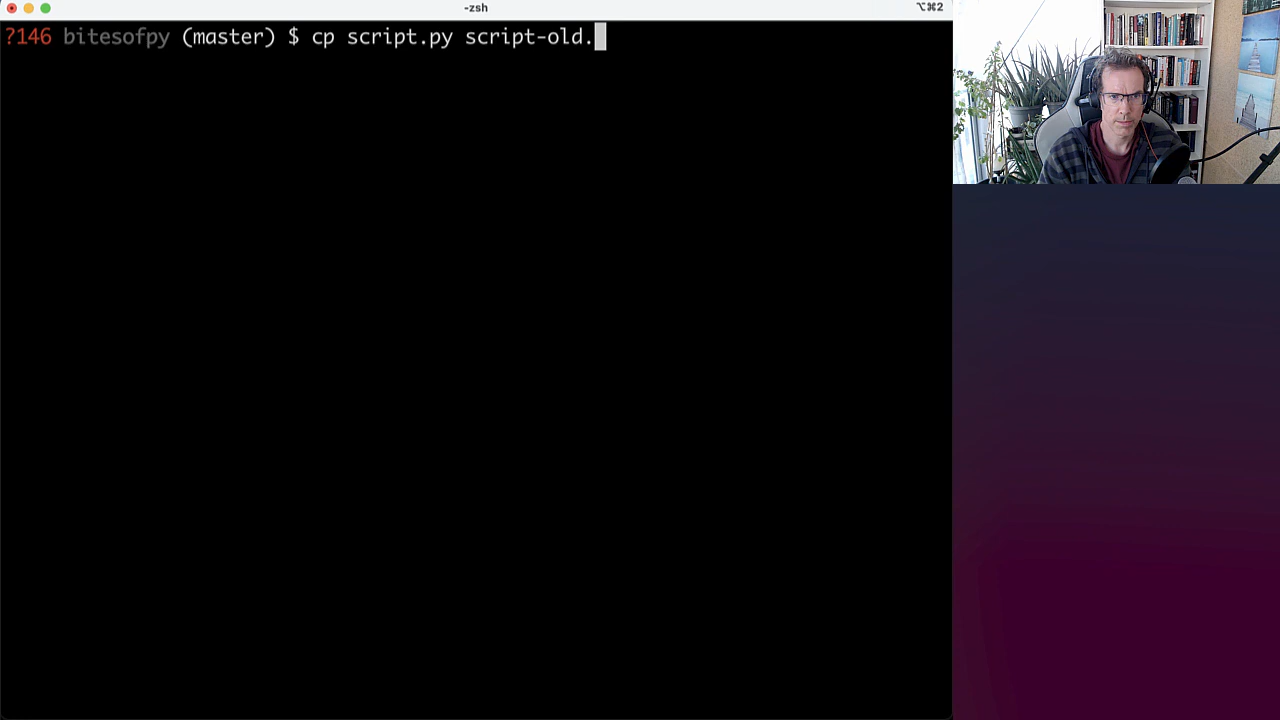 -zsh
⌥⌘2
?146 bitesofpy (master) $ cp script.py script-old.